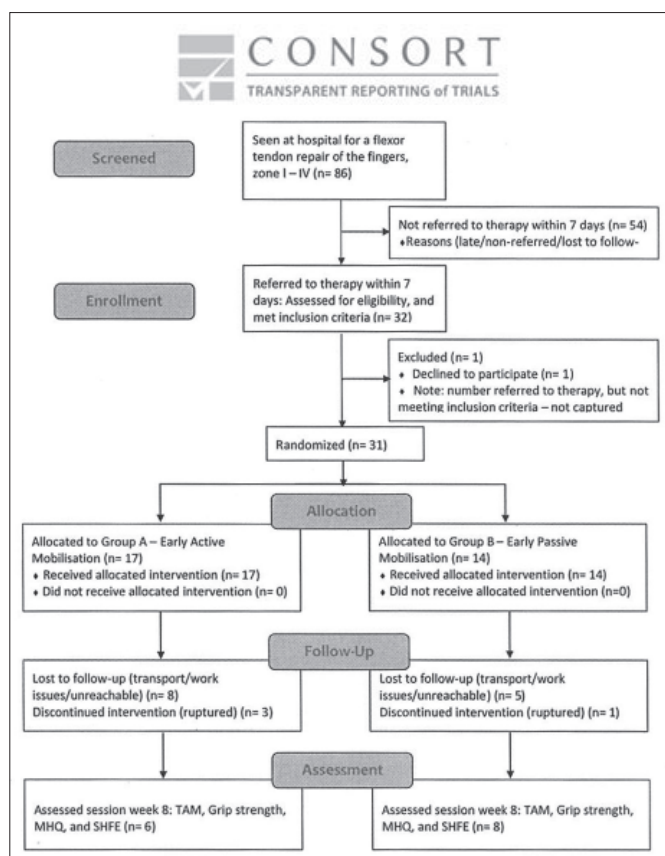 CONSORT
TRANSPARENT REPORTING of TRIALS
Screened
Seen at hospital for a flexor
tendon repair of the fingers,
zone I – IV (n= 86)
Not referred to therapy within 7 days (n= 54)
♦Reasons (late/non-referred/lost to follow-
Enrollment
Referred to therapy within 7
days: Assessed for eligibility, and
met inclusion criteria (n= 32)
Excluded (n= 1)
♦ Declined to participate (n= 1)
♦ Note: number referred to therapy, but not
meeting inclusion criteria – not captured
Randomized (n= 31)
Allocation
Allocated to Group A – Early Active
Mobilisation (n= 17)
♦ Received allocated intervention (n= 17)
♦ Did not receive allocated intervention (n= 0)
Allocated to Group B – Early Passive
Mobilisation (n= 14)
♦ Received allocated intervention (n= 14)
♦ Did not receive allocated intervention (n=0)
Follow-Up
Lost to follow-up (transport/work
issues/unreachable) (n= 8)
Discontinued intervention (ruptured) (n= 3)
Lost to follow-up (transport/work
issues/unreachable) (n= 5)
Discontinued intervention (ruptured) (n= 1)
Assessment
Assessed session week 8: TAM, Grip strength,
MHQ, and SHFE (n= 6)
Assessed session week 8: TAM, Grip strength,
MHQ, and SHFE (n= 8)